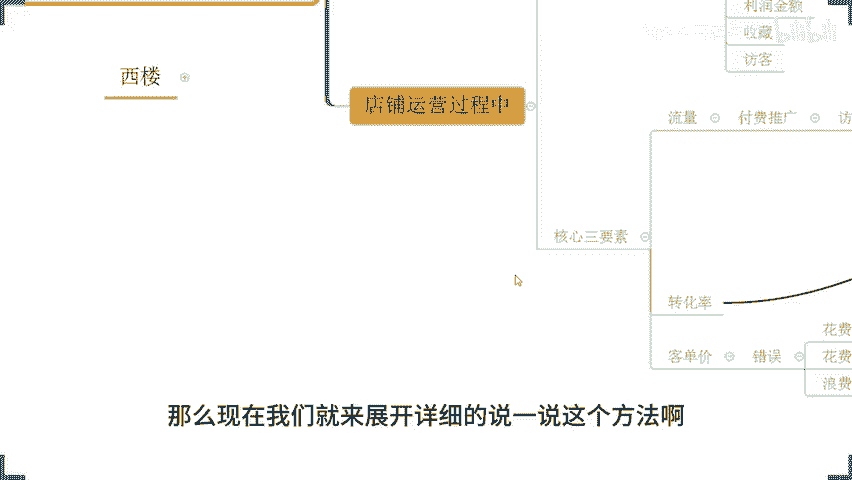 利润金额
收藏
访客
西楼
店铺运营过程中
流量 付费推广 访
核心三要素
转化率
花费
客单价 错误 花费
浪费
那么现在我们就来展开详细的说一说这个方法啊